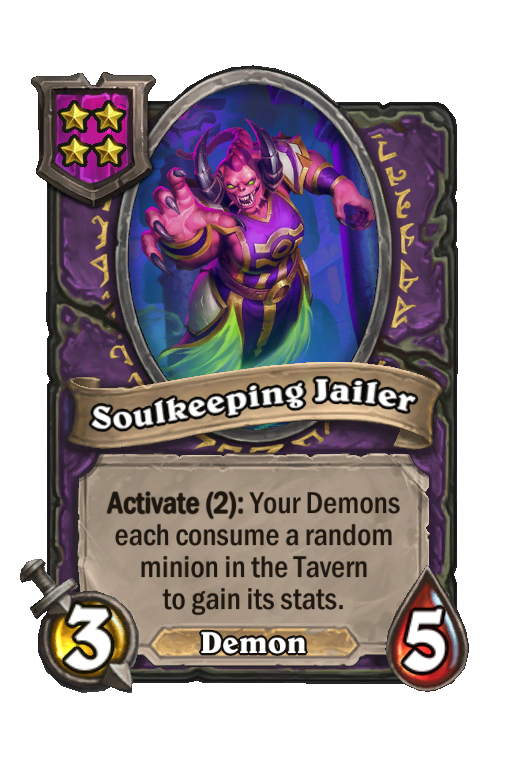 Soulkeeping Jailer
Activate (2): Your Demons
each consume a random
minion in the Tavern
to gain its stats.
3
Demon
5